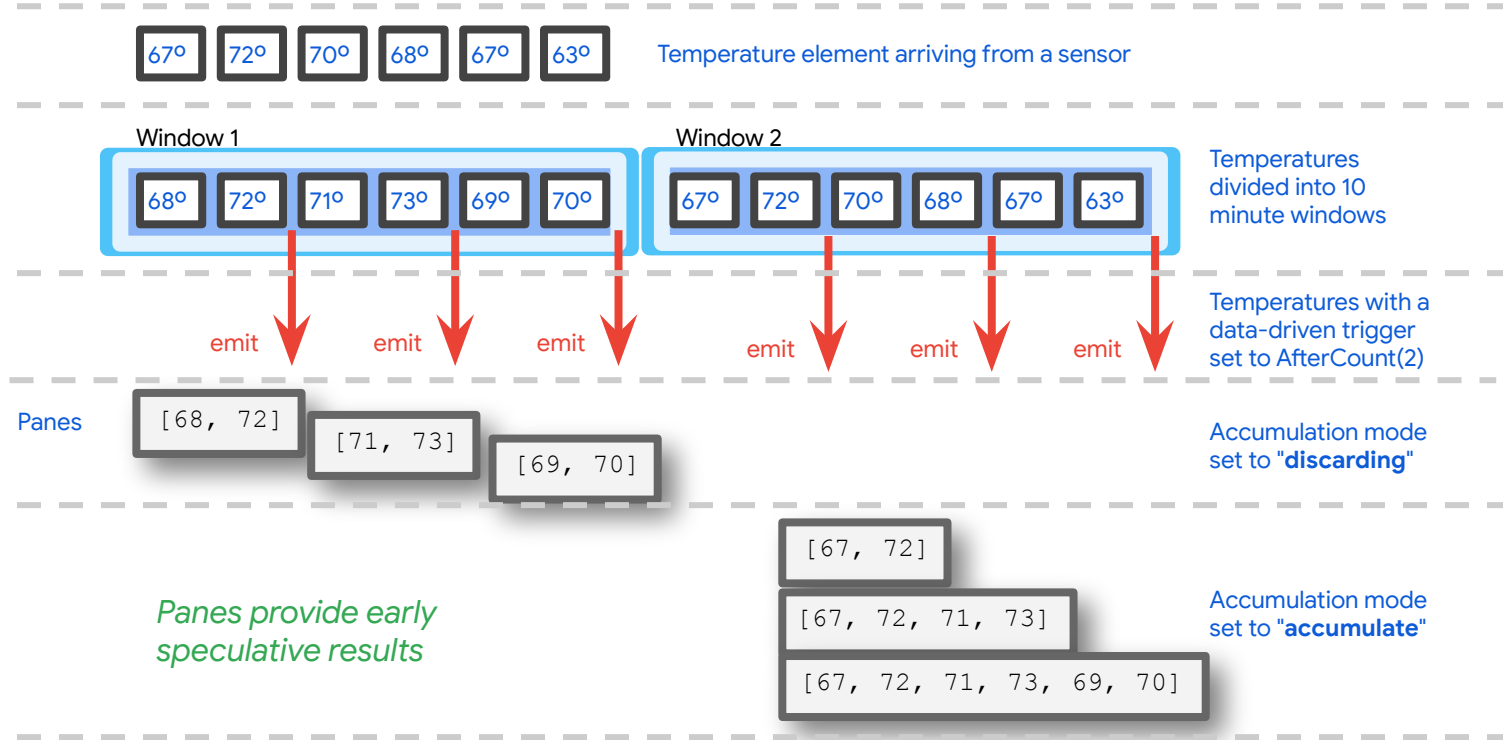 67º 72º 70º 68º 67º 63º Temperature element arriving from a sensor
Window 1
Window 2
68º 72º 71º 73º 69º 70º
67º 72º 70º 68º 67º 63º
Temperatures
divided into 10
minute windows
emit emit emit emit emit emit
Temperatures with a
data-driven trigger
set to AfterCount(2)
Panes
[68, 72]
[71, 73]
[69, 70]
Accumulation mode
set to "discarding"
[67, 72]
[67, 72, 71, 73]
[67, 72, 71, 73, 69, 70]
Panes provide early
speculative results
Accumulation mode
set to "accumulate"